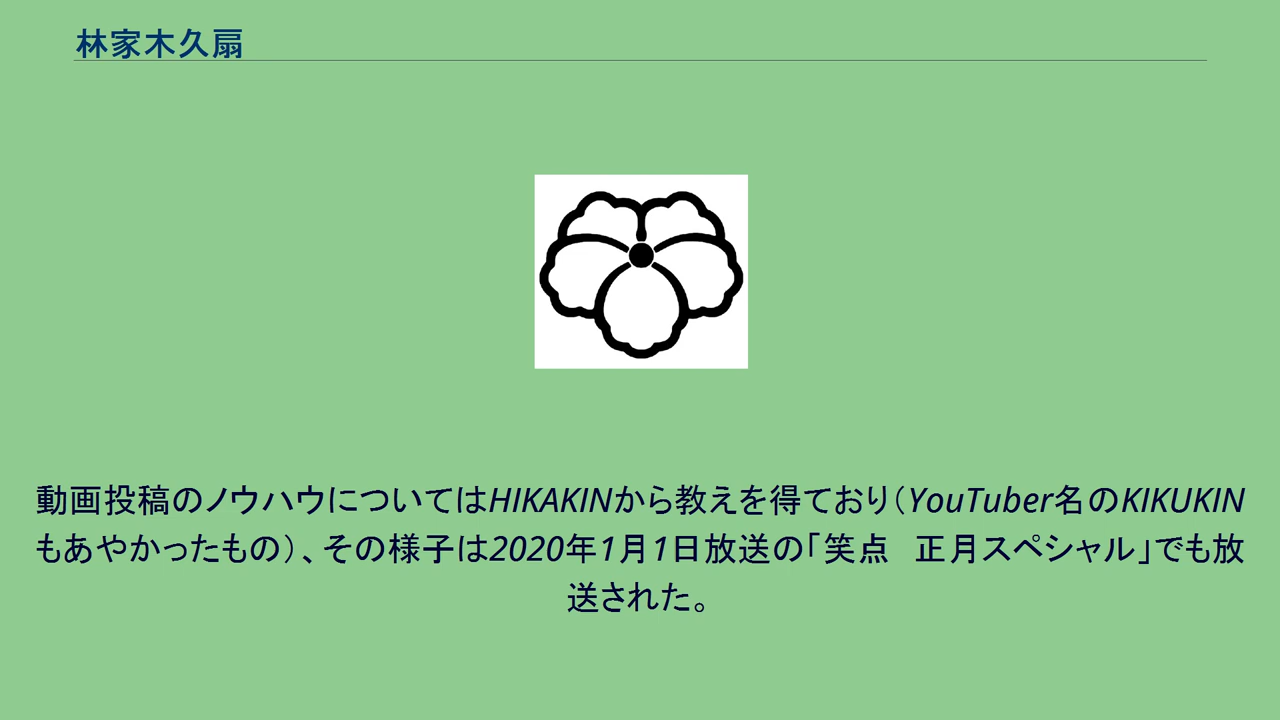 林家木久扇
動画投稿のノウハウについてはHIKAKINから教えを得ており（YouTuber名のKIKUKIN
もあやかったもの）、その様子は2020年1月1日放送の「笑点　正月スペシャル」でも放
送された。